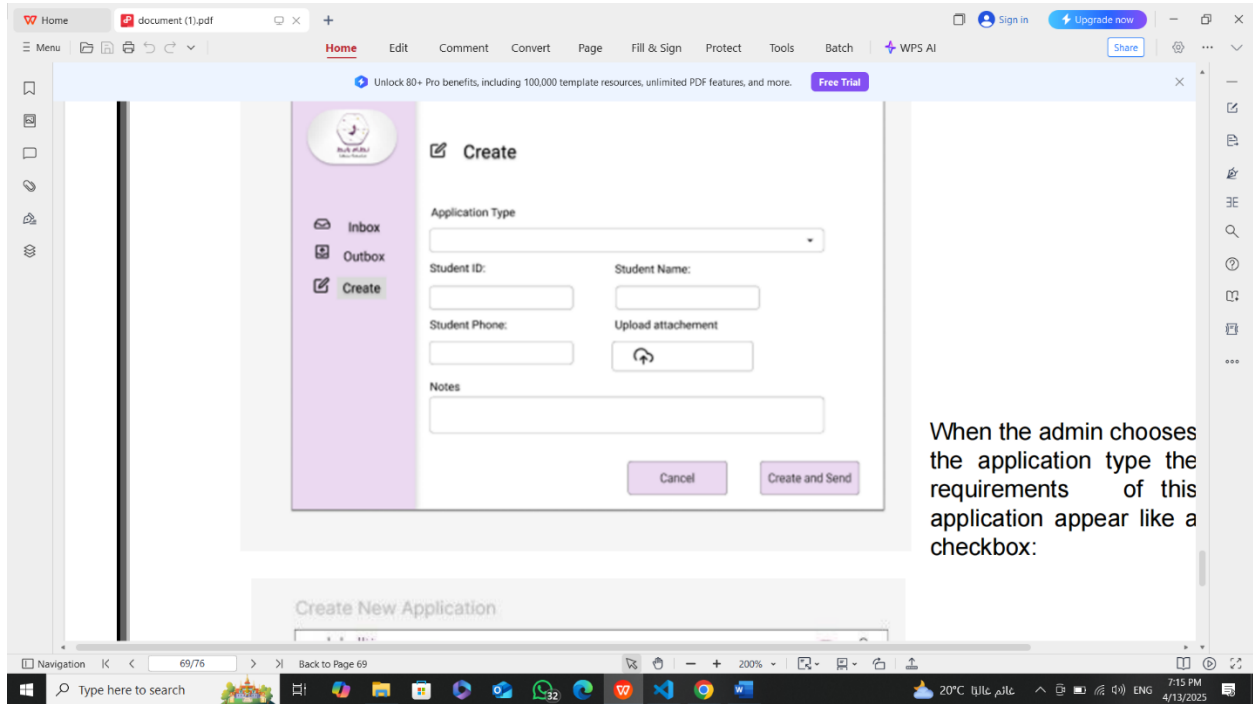 Home
document (1).pdf
Sign in
Upgrade now
Menu
Home Edit Comment Convert Page Fill & Sign Protect Tools Batch WPS AI
Share
Unlock 80+ Pro benefits, including 100,000 template resources, unlimited PDF features, and more. Free Trial
Create
Application Type
Inbox
Outbox
Create
Student ID: Student Name:
Student Phone: Upload attachement
Notes
Cancel Create and Send
When the admin chooses
the application type the
requirements of this
application appear like a
checkbox:
Create New Application
Navigation 69/76 Back to Page 69 200%
Type here to search
32
20°C غائم غالبًا ENG 7:15 PM
4/13/2025